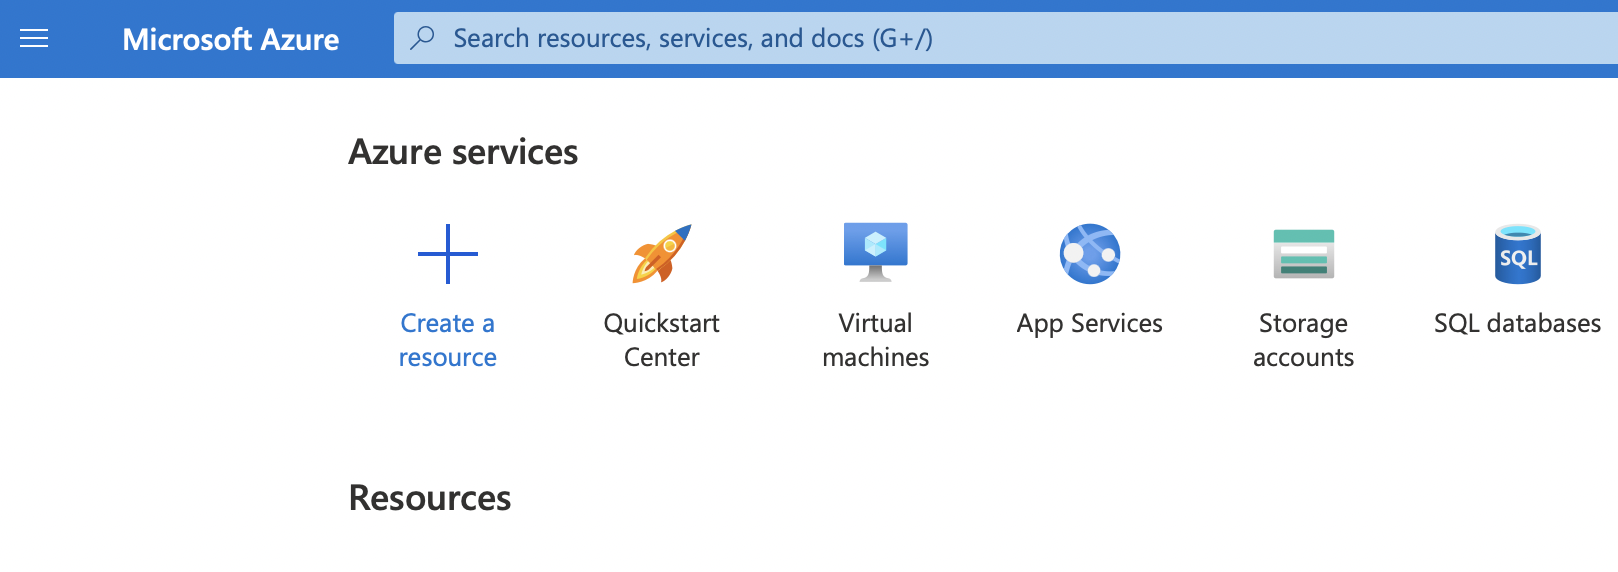 Microsoft Azure
Search resources, services, and docs (G+/)
Azure services
Create a
resource
Quickstart
Center
Virtual
machines
App Services
Storage
accounts
SQL
SQL databases
Resources